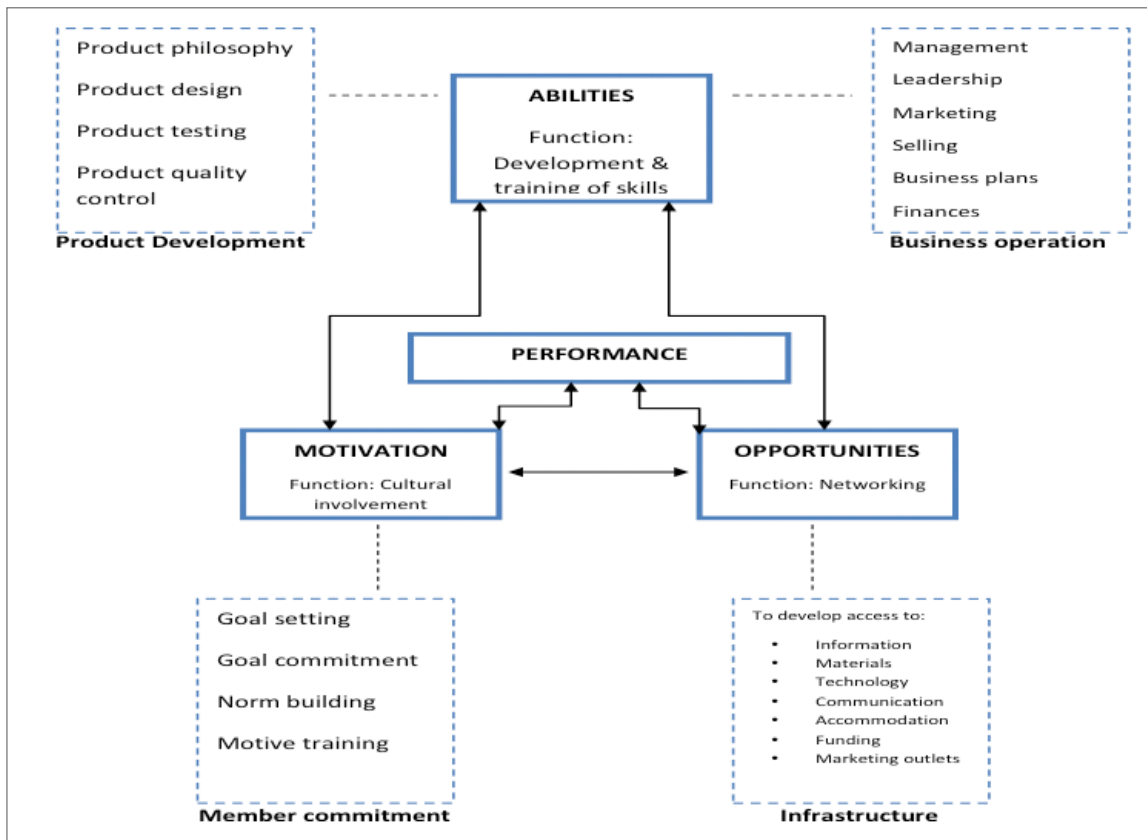 Product philosophy
Product design
Product testing
Product quality
control
Product Development
ABILITIES
Function:
Development &
training of skills
Management
Leadership
Marketing
Selling
Business plans
Finances
Business operation
PERFORMANCE
MOTIVATION
Function: Cultural
involvement
OPPORTUNITIES
Function: Networking
Goal setting
Goal commitment
Norm building
Motive training
Member commitment
To develop access to:
• Information
• Materials
• Technology
• Communication
• Accommodation
• Funding
• Marketing outlets
Infrastructure